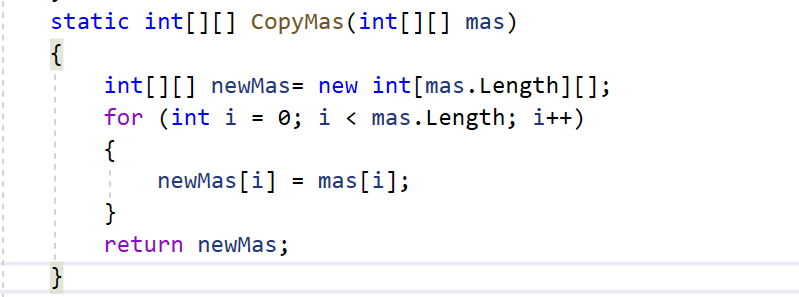 static int[][] CopyMas(int[][] mas)
{
int[][] newMas= new int[mas.Length][];
for (int i = 0; i < mas.Length; i++)
{
newMas[i] = mas[i];
}
return newMas;
}